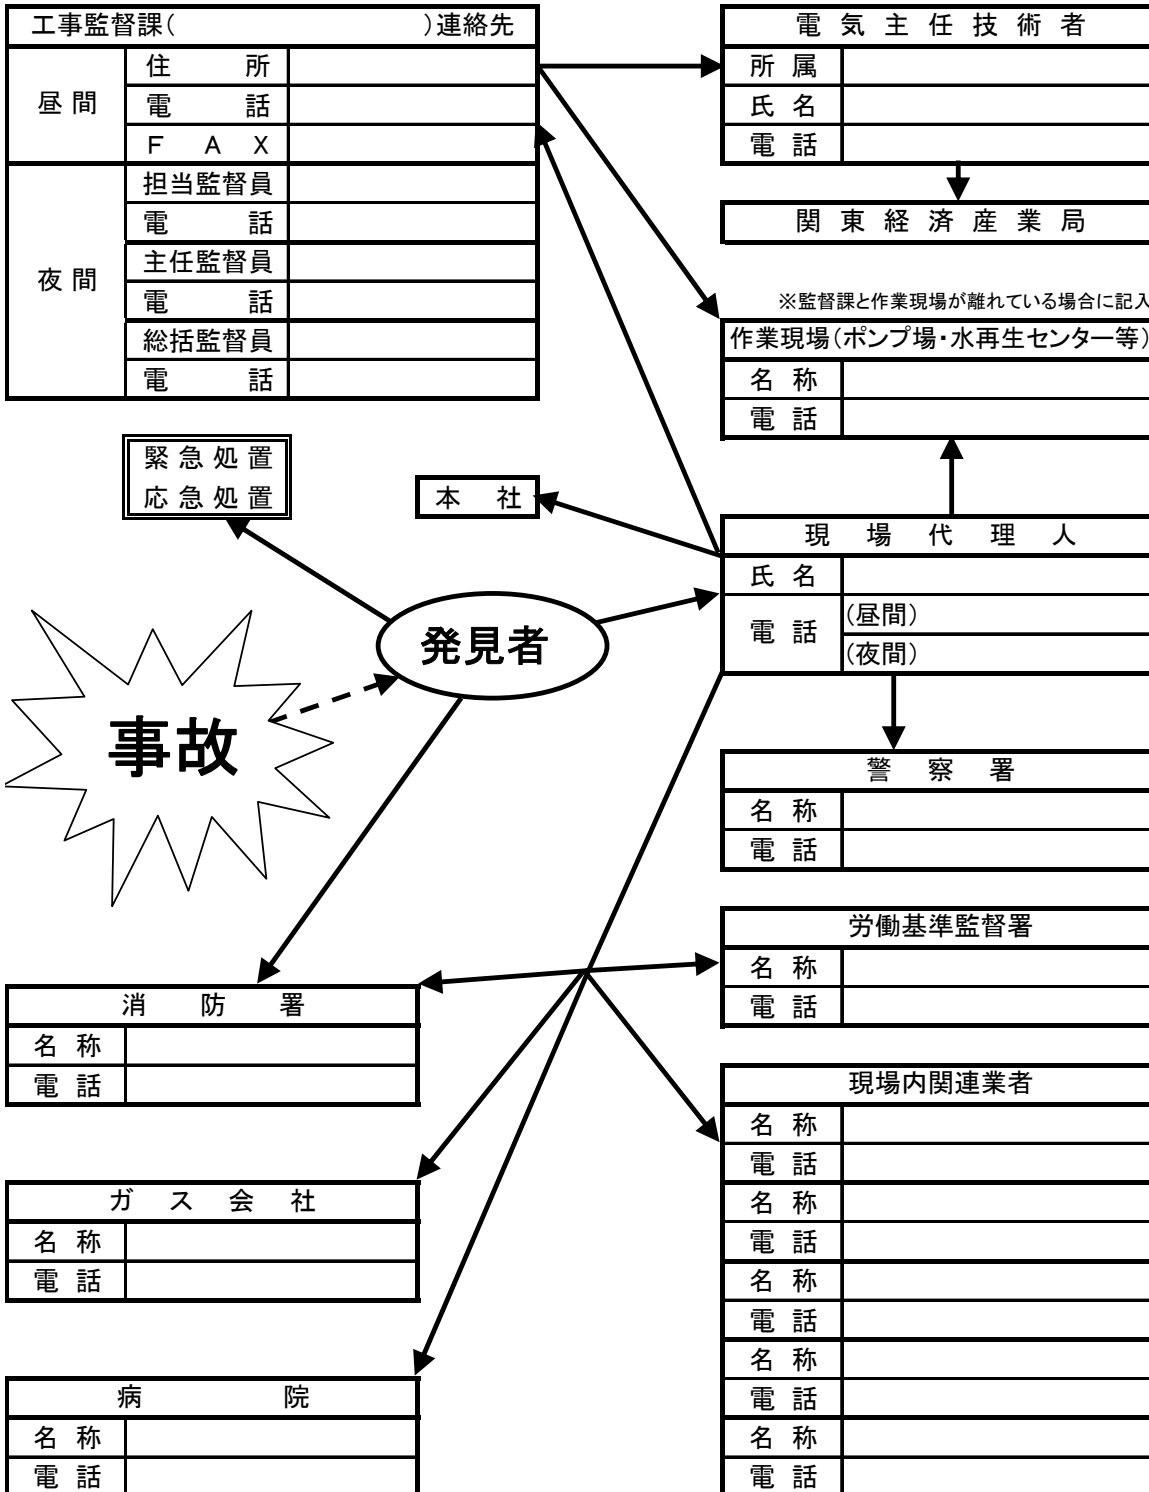 工事監督課(　　　　　　　　)連絡先
昼間
住所
電話
ＦＡＸ
夜間
担当監督員
電話
主任監督員
電話
総括監督員
電話
電気主任技術者
所属
氏名
電話
関東経済産業局
※監督課と作業現場が離れている場合に記入
作業現場(ポンプ場・水再生センター等)
名称
電話
緊急処置
応急処置
本社
現場代理人
氏名
電話
(昼間)
(夜間)
発見者
事故
警察署
名称
電話
労働基準監督署
名称
電話
消防署
名称
電話
現場内関連業者
名称
電話
名称
電話
名称
電話
名称
電話
名称
電話
ガス会社
名称
電話
病院
名称
電話